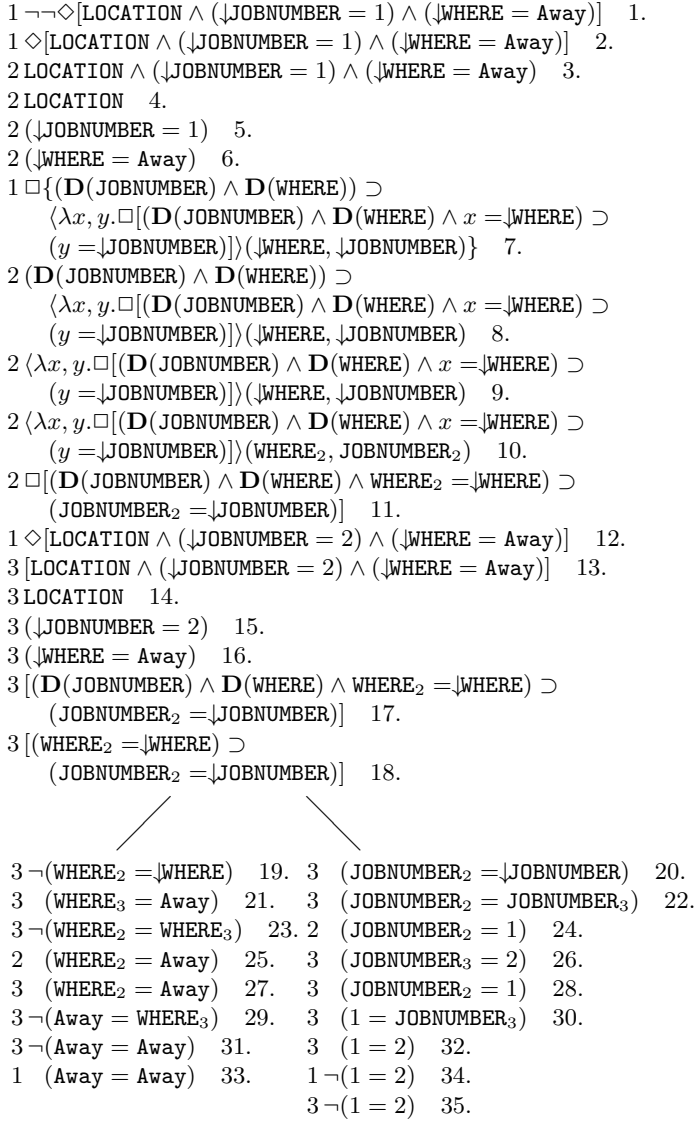 1 ¬¬◇[LOCATION ∧ (↓JOBNUMBER = 1) ∧ (↓WHERE = Away)] 1.
1 ◇[LOCATION ∧ (↓JOBNUMBER = 1) ∧ (↓WHERE = Away)] 2.
2 LOCATION ∧ (↓JOBNUMBER = 1) ∧ (↓WHERE = Away) 3.
2 LOCATION 4.
2 (↓JOBNUMBER = 1) 5.
2 (↓WHERE = Away) 6.
1 □{(D(JOBNUMBER) ∧ D(WHERE)) ⊃
⟨λx, y.□[(D(JOBNUMBER) ∧ D(WHERE) ∧ x =↓WHERE) ⊃
(y =↓JOBNUMBER)]⟩(↓WHERE, ↓JOBNUMBER)} 7.
2 (D(JOBNUMBER) ∧ D(WHERE)) ⊃
⟨λx, y.□[(D(JOBNUMBER) ∧ D(WHERE) ∧ x =↓WHERE) ⊃
(y =↓JOBNUMBER)]⟩(↓WHERE, ↓JOBNUMBER) 8.
2 ⟨λx, y.□[(D(JOBNUMBER) ∧ D(WHERE) ∧ x =↓WHERE) ⊃
(y =↓JOBNUMBER)]⟩(↓WHERE, ↓JOBNUMBER) 9.
2 ⟨λx, y.□[(D(JOBNUMBER) ∧ D(WHERE) ∧ x =↓WHERE) ⊃
(y =↓JOBNUMBER)]⟩(WHERE₂, JOBNUMBER₂) 10.
2 □[(D(JOBNUMBER) ∧ D(WHERE) ∧ WHERE₂ =↓WHERE) ⊃
(JOBNUMBER₂ =↓JOBNUMBER)] 11.
1 ◇[LOCATION ∧ (↓JOBNUMBER = 2) ∧ (↓WHERE = Away)] 12.
3 [LOCATION ∧ (↓JOBNUMBER = 2) ∧ (↓WHERE = Away)] 13.
3 LOCATION 14.
3 (↓JOBNUMBER = 2) 15.
3 (↓WHERE = Away) 16.
3 [(D(JOBNUMBER) ∧ D(WHERE) ∧ WHERE₂ =↓WHERE) ⊃
(JOBNUMBER₂ =↓JOBNUMBER)] 17.
3 [(WHERE₂ =↓WHERE) ⊃
(JOBNUMBER₂ =↓JOBNUMBER)] 18.
3 ¬(WHERE₂ =↓WHERE) 19. 3 (JOBNUMBER₂ =↓JOBNUMBER) 20.
3 (WHERE₃ = Away) 21. 3 (JOBNUMBER₂ = JOBNUMBER₃) 22.
3 ¬(WHERE₂ = WHERE₃) 23. 2 (JOBNUMBER₂ = 1) 24.
2 (WHERE₂ = Away) 25. 3 (JOBNUMBER₃ = 2) 26.
3 (WHERE₂ = Away) 27. 3 (JOBNUMBER₂ = 1) 28.
3 ¬(Away = WHERE₃) 29. 3 (1 = JOBNUMBER₃) 30.
3 ¬(Away = Away) 31. 3 (1 = 2) 32.
1 (Away = Away) 33. 1 ¬(1 = 2) 34.
3 ¬(1 = 2) 35.